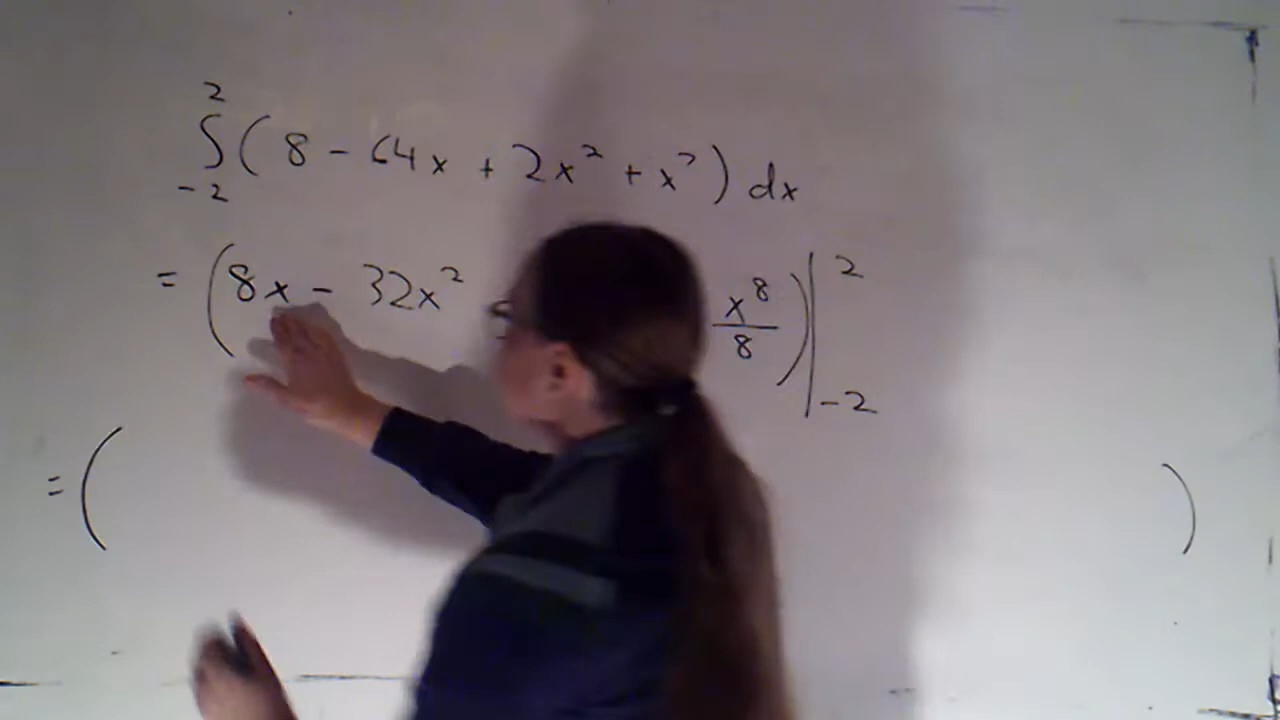 ∫_{-2}^{2} ( 8 - 64x + 2x² + x⁷ ) dx
= ( 8x - 32x² x⁸/8 ) |_{-2}^{2}
= ( )